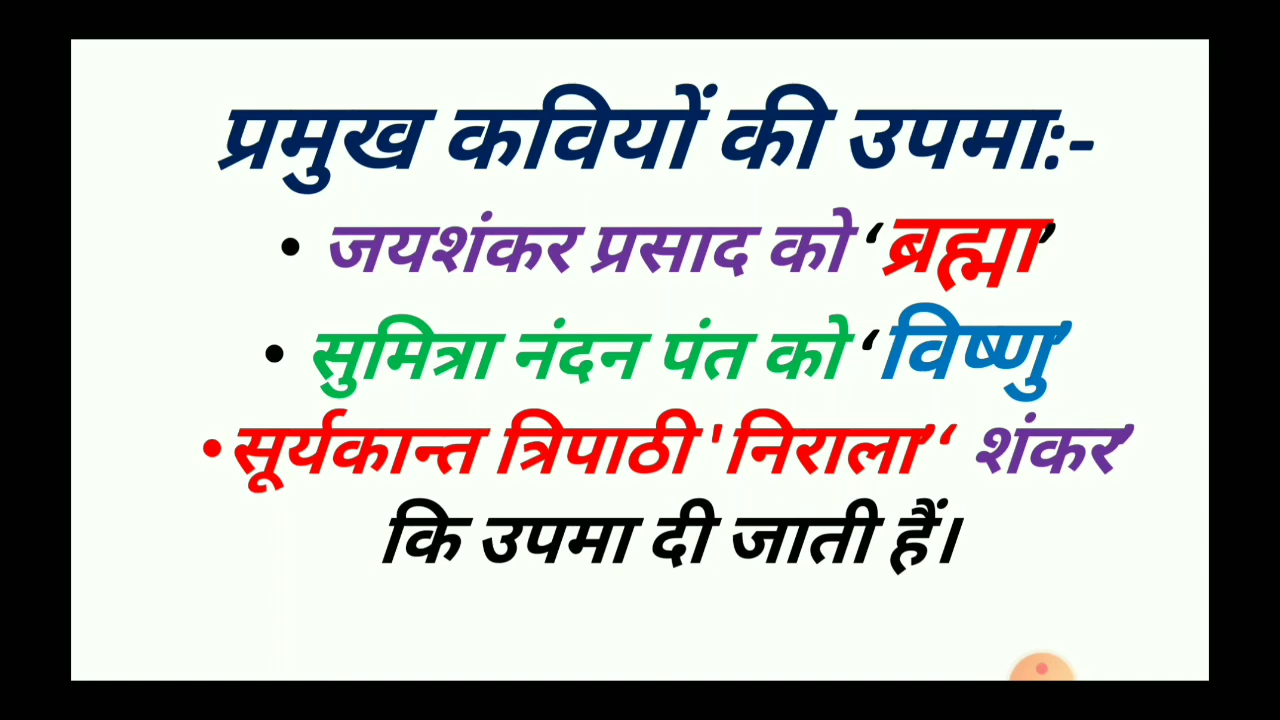 प्रमुख कवियों की उपमा:-
• जयशंकर प्रसाद को ‘ब्रह्मा’
• सुमित्रा नंदन पंत को ‘विष्णु’
•सूर्यकान्त त्रिपाठी 'निराला’ ‘ शंकर’
कि उपमा दी जाती हैं।